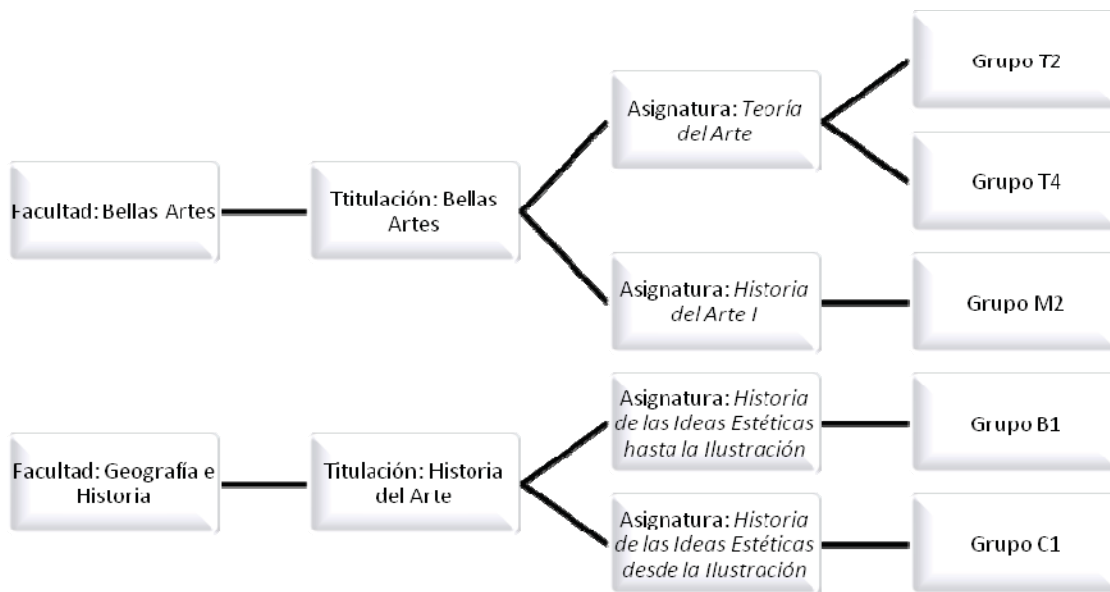 Grupo T2
Asignatura: Teoría
del Arte
Grupo T4
Facultad: Bellas Artes
Ttitulación: Bellas
Artes
Asignatura: Historia
del Arte I
Grupo M2
Asignatura: Historia
de las Ideas Estéticas
hasta la Ilustración
Grupo B1
Facultad: Geografía e
Historia
Titulación: Historia
del Arte
Asignatura: Historia
de las Ideas Estéticas
desde la Ilustración
Grupo C1